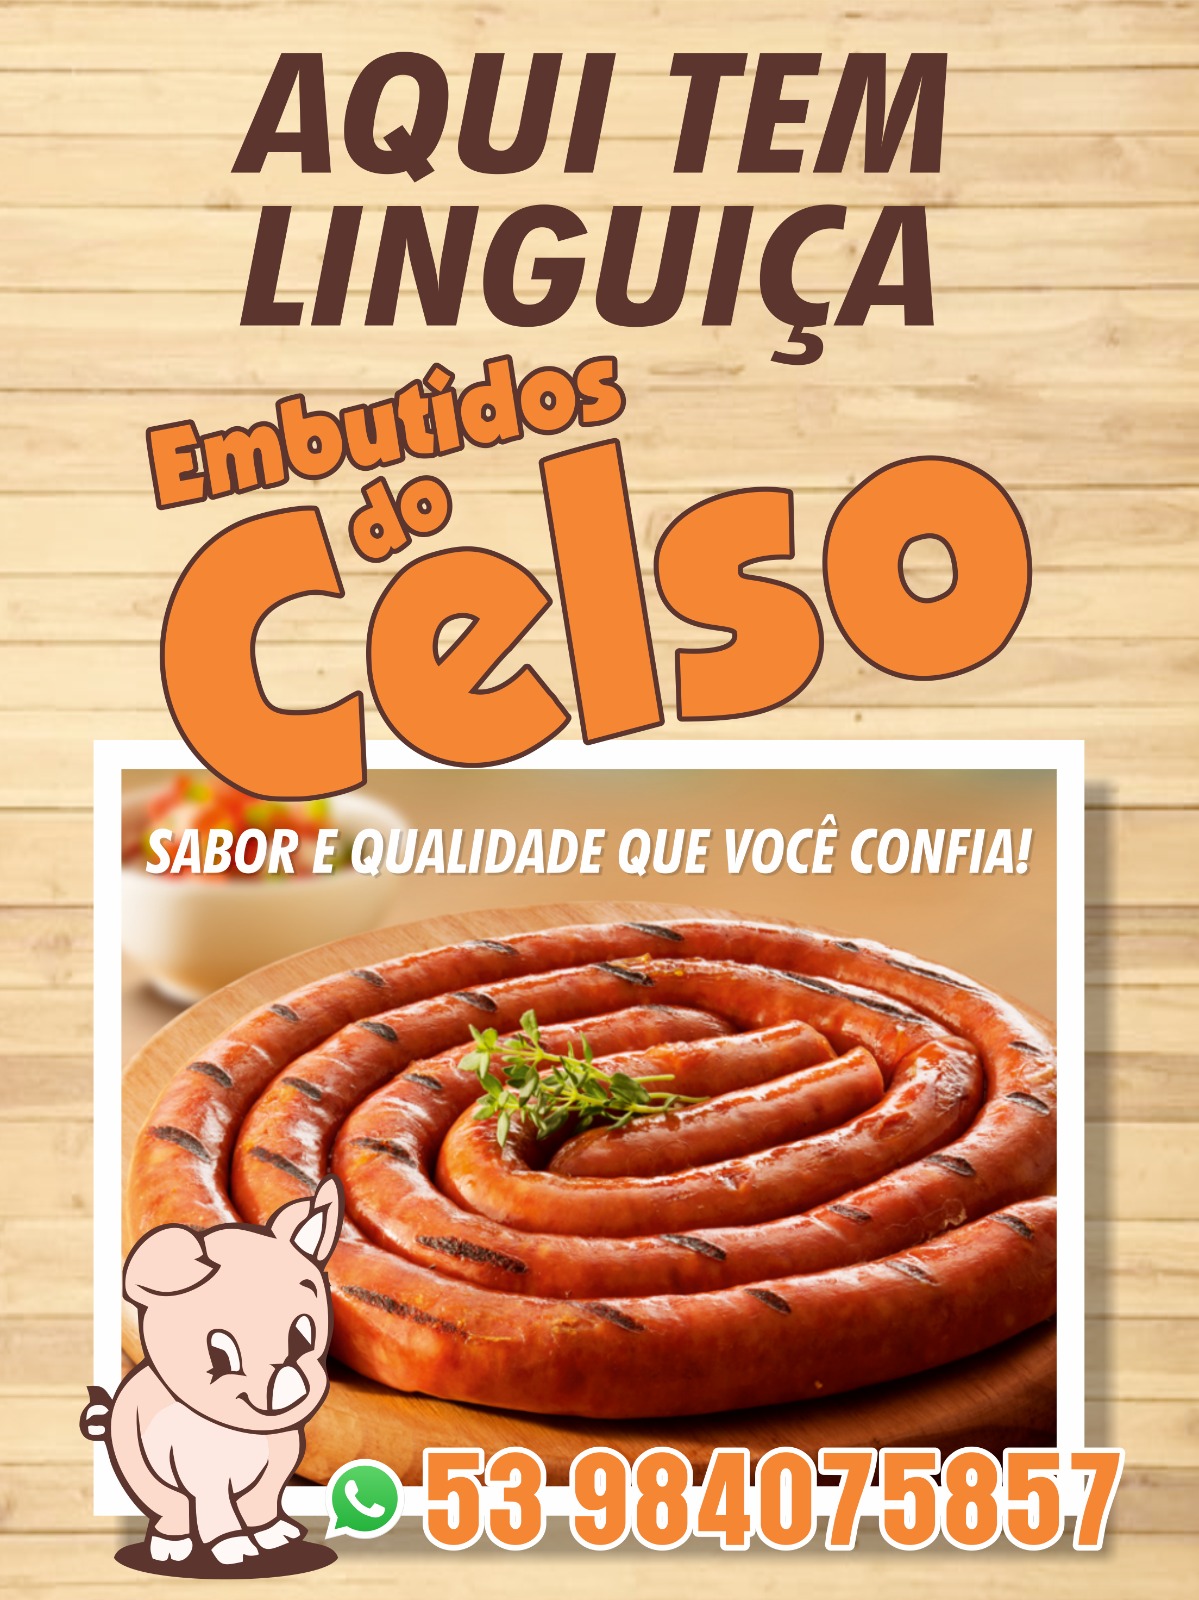 AQUI TEM
LINGUIÇA
Embutidos
do
Celso
SABOR E QUALIDADE QUE VOCÊ CONFIA!
53 984075857